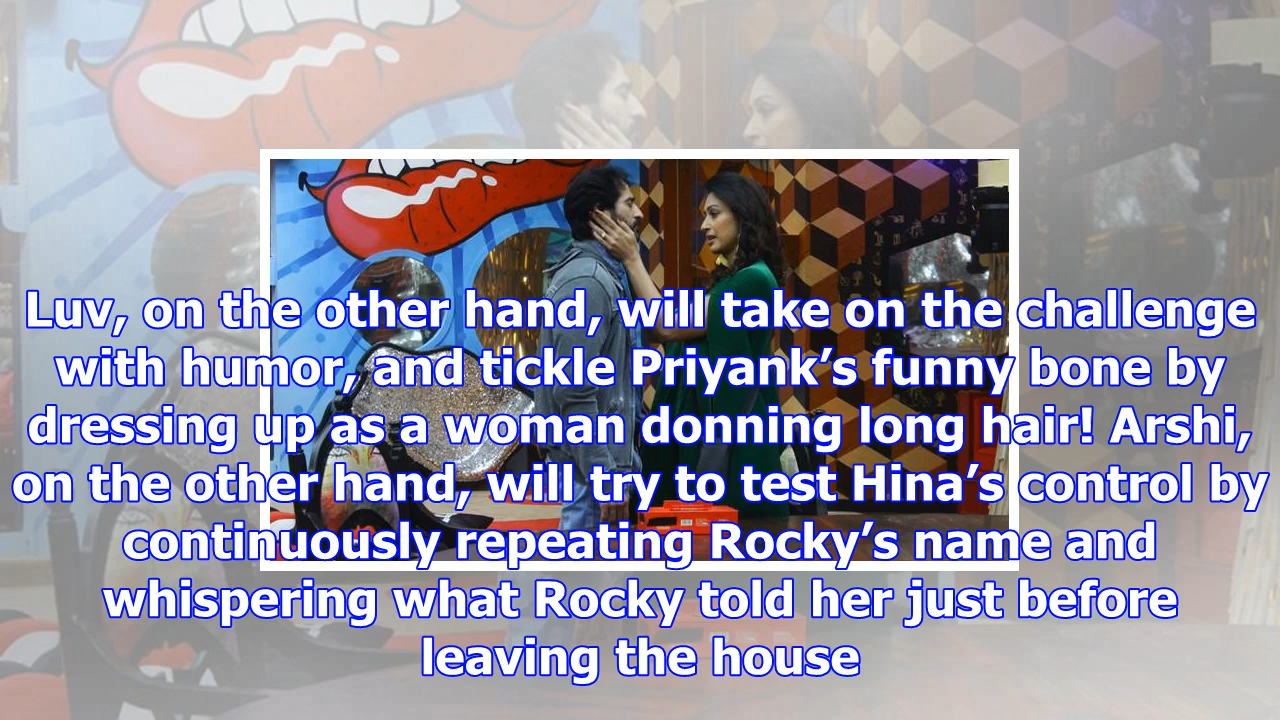 Luv, on the other hand, will take on the challenge
with humor, and tickle Priyank’s funny bone by
dressing up as a woman donning long hair! Arshi,
on the other hand, will try to test Hina’s control by
continuously repeating Rocky’s name and
whispering what Rocky told her just before
leaving the house